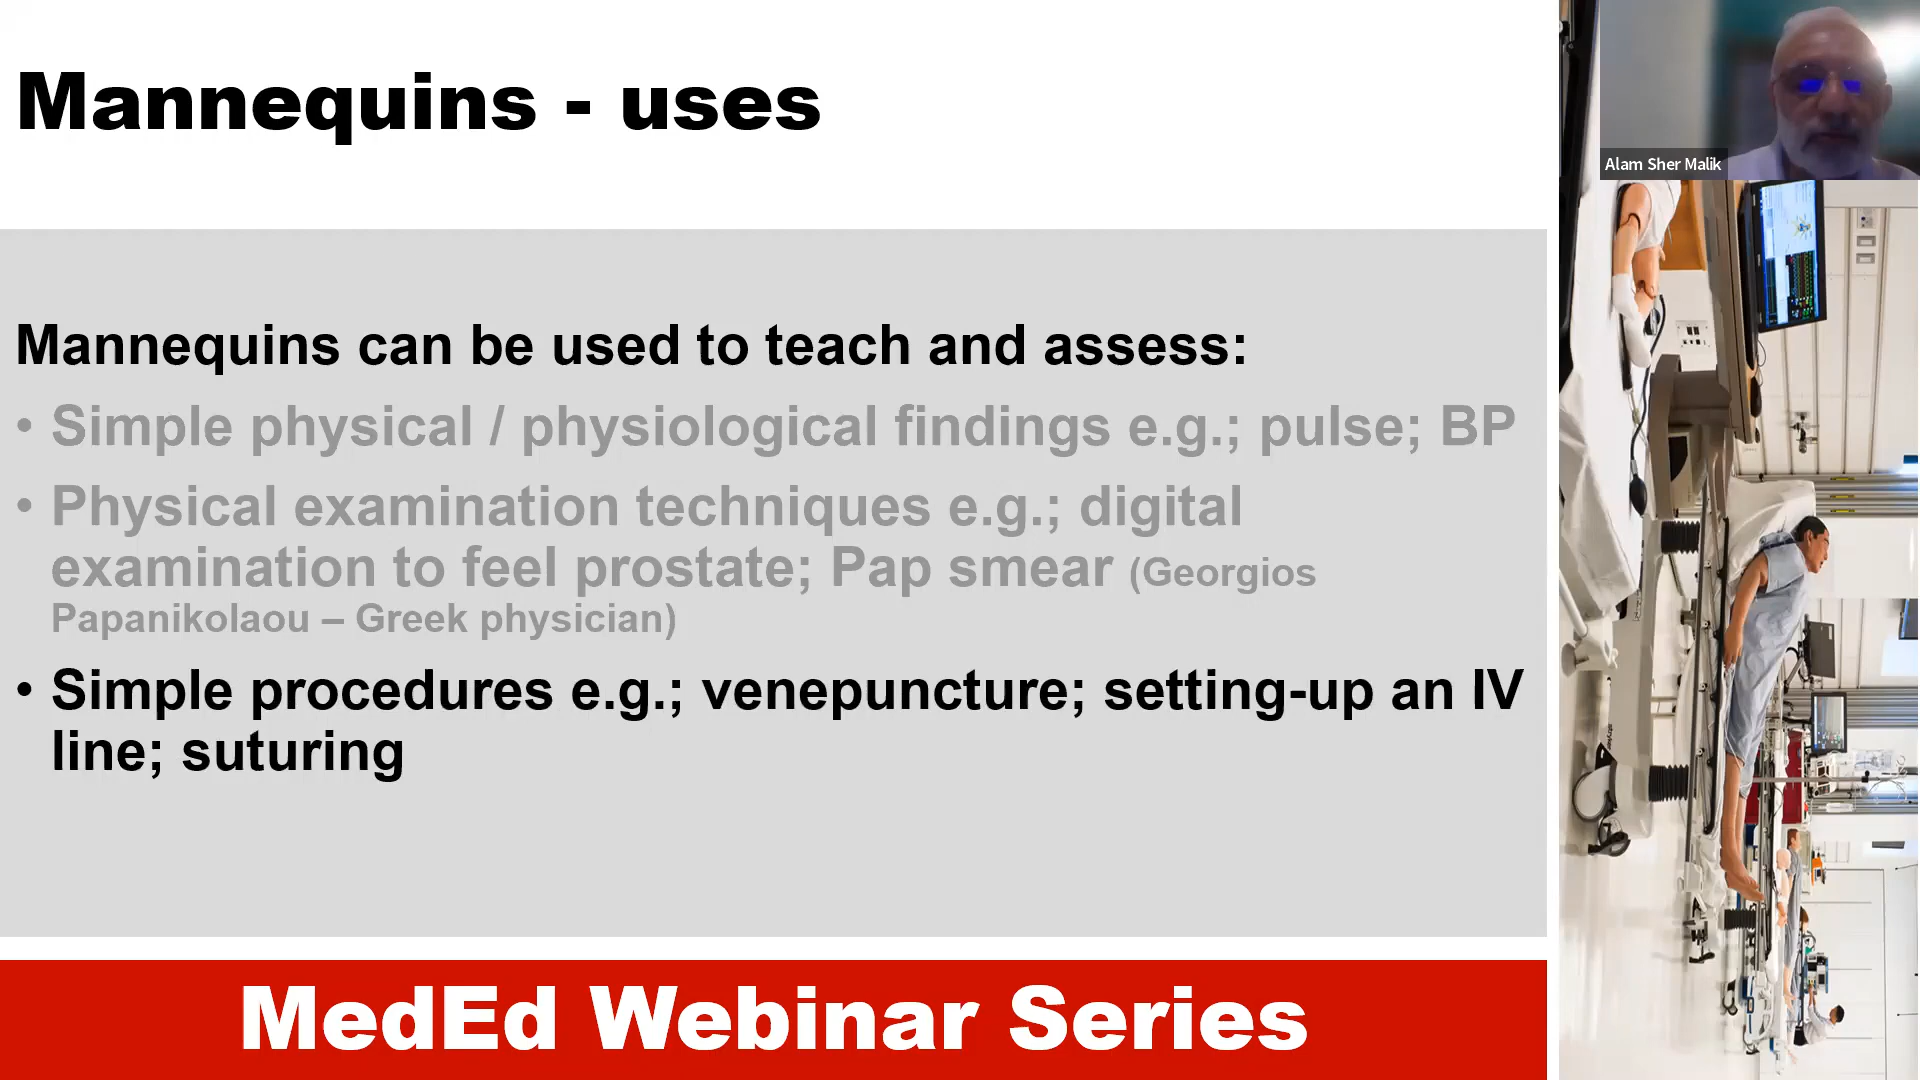 Mannequins - uses
Alam Sher Malik
Mannequins can be used to teach and assess:
• Simple physical / physiological findings e.g.; pulse; BP
• Physical examination techniques e.g.; digital
examination to feel prostate; Pap smear (Georgios
Papanikolaou – Greek physician)
• Simple procedures e.g.; venepuncture; setting-up an IV
line; suturing
MedEd Webinar Series